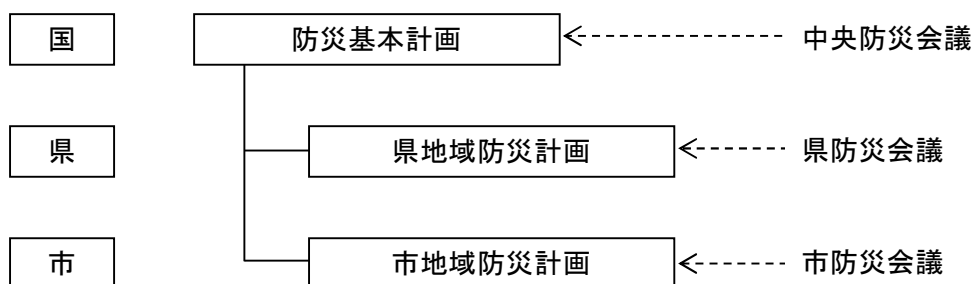 国 防災基本計画 中央防災会議
県 県地域防災計画 県防災会議
市 市地域防災計画 市防災会議